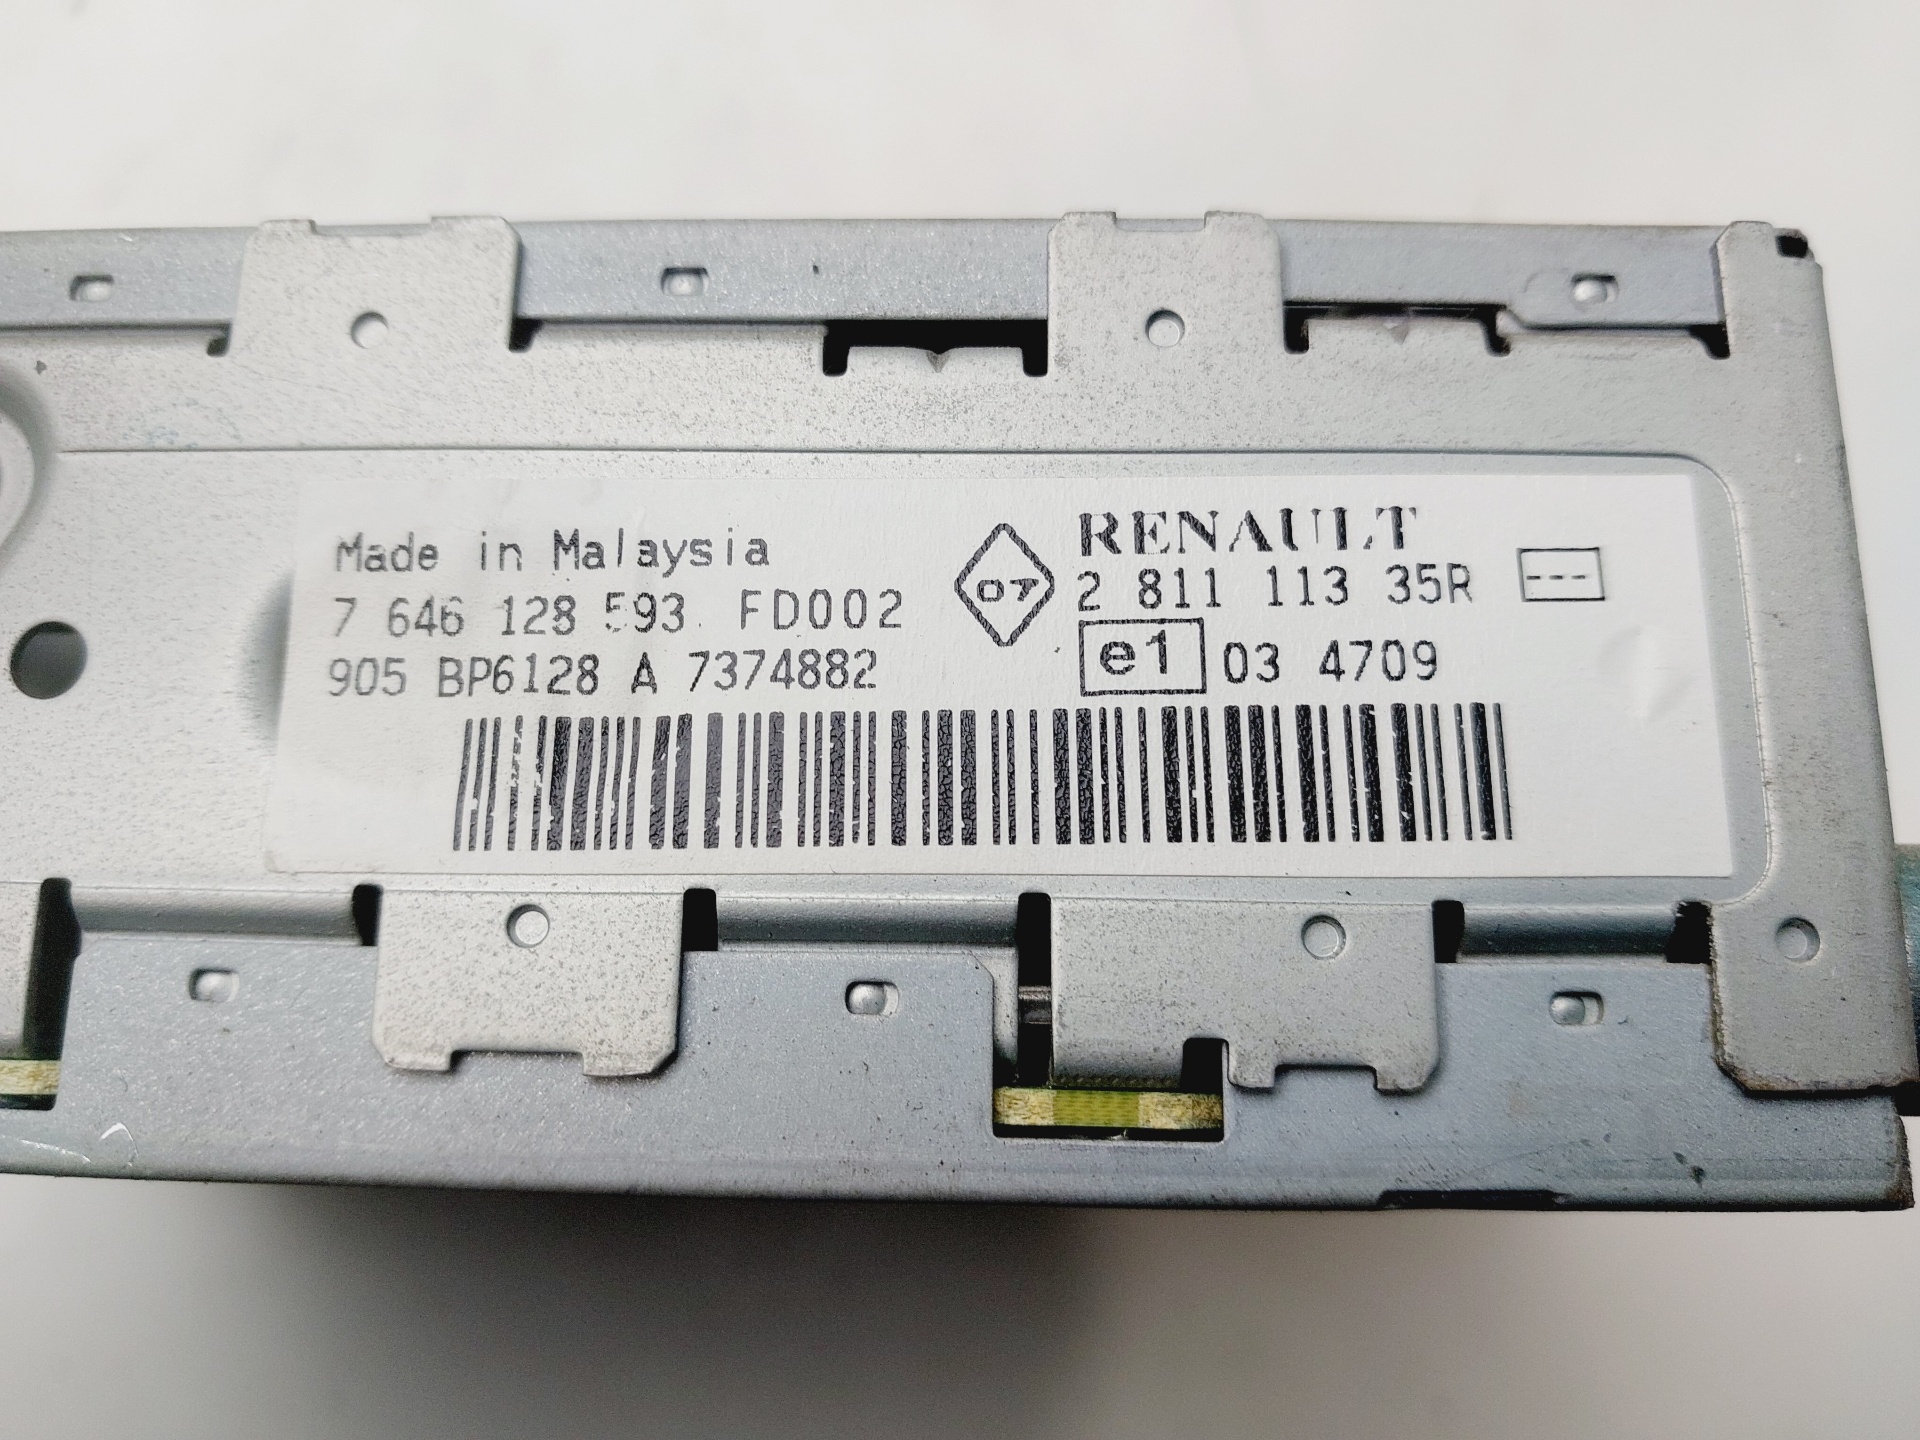 Made in Malaysia
7 646 128 593 FD002
905 BP6128 A 7374882
07
RENAULT
2 811 113 35R
e1 03 4709